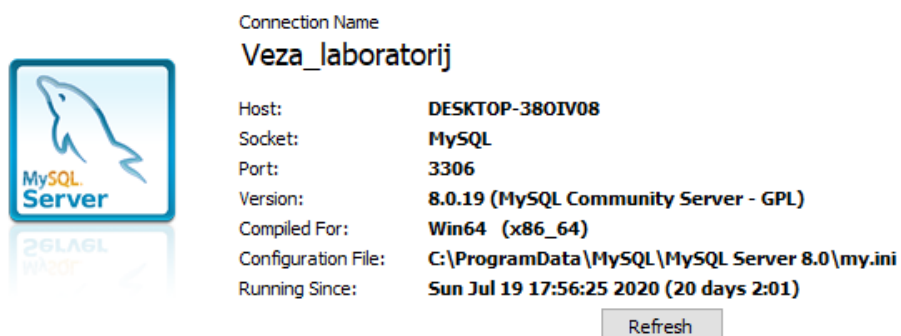 Connection Name
Veza_laboratorij
Host: DESKTOP-38OIV08
Socket: MySQL
Port: 3306
Version: 8.0.19 (MySQL Community Server - GPL)
Compiled For: Win64 (x86_64)
Configuration File: C:\ProgramData\MySQL\MySQL Server 8.0\my.ini
Running Since: Sun Jul 19 17:56:25 2020 (20 days 2:01)
Refresh
MySQL
Server